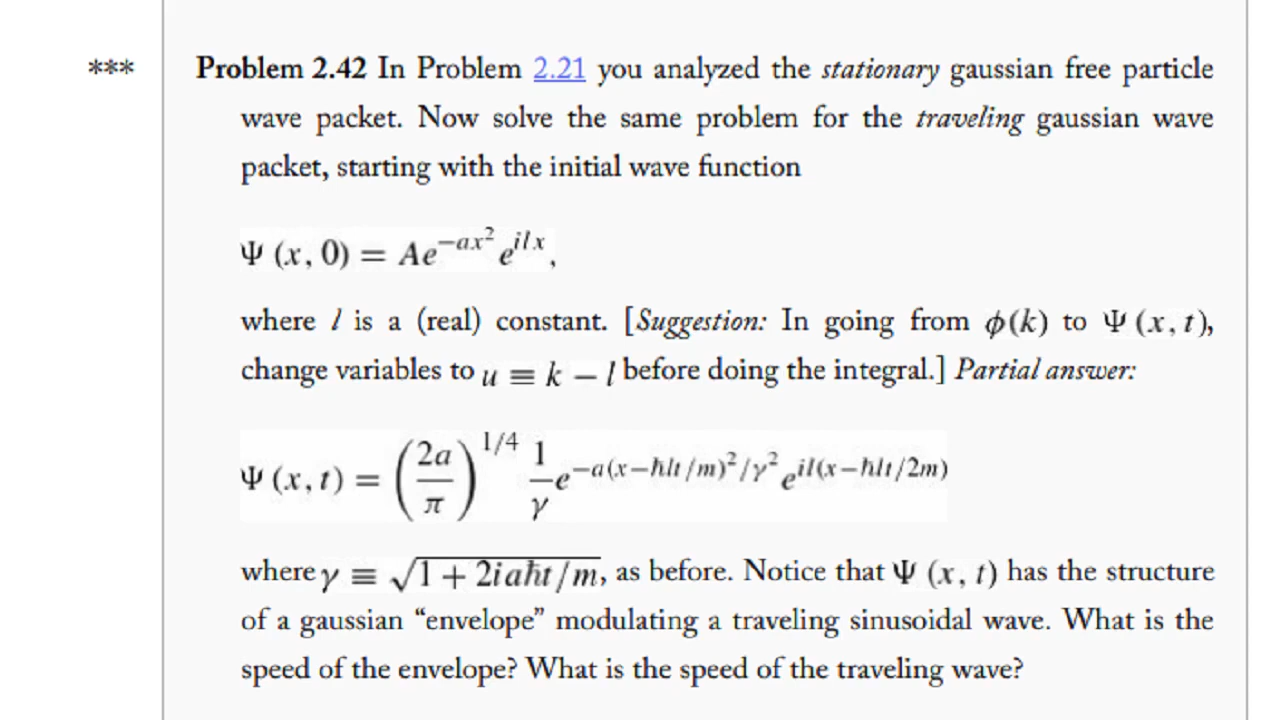 *** Problem 2.42 In Problem 2.21 you analyzed the stationary gaussian free particle
wave packet. Now solve the same problem for the traveling gaussian wave
packet, starting with the initial wave function
Ψ (x, 0) = Ae^{−ax²} e^{ilx},
where l is a (real) constant. [Suggestion: In going from ϕ(k) to Ψ (x, t),
change variables to u ≡ k − l before doing the integral.] Partial answer:
Ψ (x, t) = (2a/π)^{1/4} 1/γ e^{−a(x−ħlt/m)²/γ²} e^{il(x−ħlt/2m)}
where γ ≡ √(1 + 2iaħt/m), as before. Notice that Ψ (x, t) has the structure
of a gaussian “envelope” modulating a traveling sinusoidal wave. What is the
speed of the envelope? What is the speed of the traveling wave?